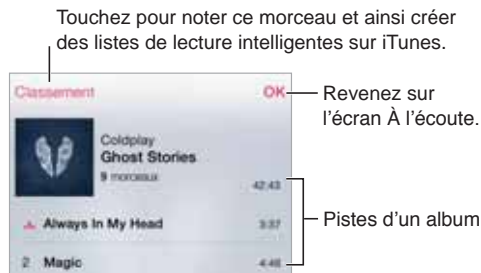 Touchez pour noter ce morceau et ainsi créer
des listes de lecture intelligentes sur iTunes.
Classement
OK
Revenez sur
l'écran À l'écoute.
Coldplay
Ghost Stories
9 morceaux
42:43
Always In My Head
3:37
Pistes d'un album
2 Magic
4:46